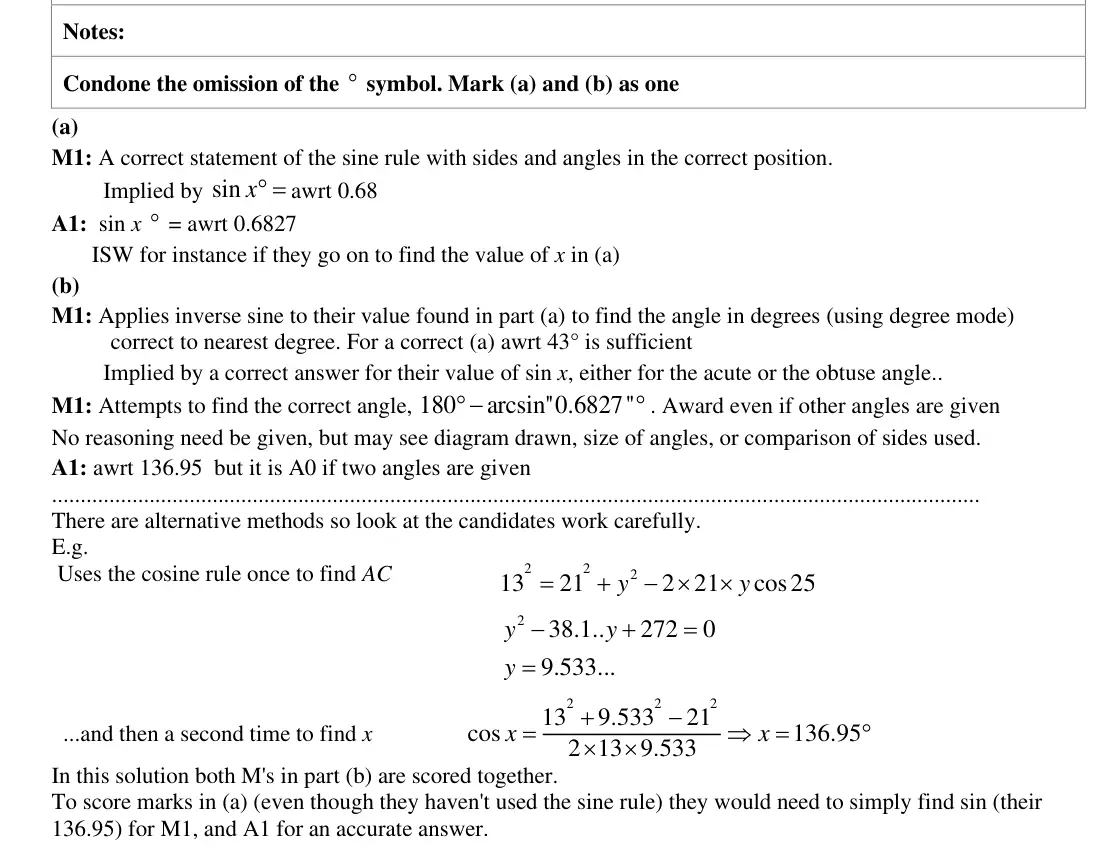 Notes:
Condone the omission of the ° symbol. Mark (a) and (b) as one
(a)
M1: A correct statement of the sine rule with sides and angles in the correct position.
Implied by sin x° = awrt 0.68
A1: sin x ° = awrt 0.6827
ISW for instance if they go on to find the value of x in (a)
(b)
M1: Applies inverse sine to their value found in part (a) to find the angle in degrees (using degree mode)
correct to nearest degree. For a correct (a) awrt 43° is sufficient
Implied by a correct answer for their value of sin x, either for the acute or the obtuse angle..
M1: Attempts to find the correct angle, 180° − arcsin"0.6827"°. Award even if other angles are given
No reasoning need be given, but may see diagram drawn, size of angles, or comparison of sides used.
A1: awrt 136.95 but it is A0 if two angles are given
................................................................................................................................................................
There are alternative methods so look at the candidates work carefully.
E.g.
Uses the cosine rule once to find AC 13² = 21² + y² − 2×21× y cos 25
y² − 38.1..y + 272 = 0
y = 9.533...
...and then a second time to find x cos x = (13² + 9.533² − 21²)/(2×13×9.533) ⇒ x = 136.95°
In this solution both M's in part (b) are scored together.
To score marks in (a) (even though they haven't used the sine rule) they would need to simply find sin (their
136.95) for M1, and A1 for an accurate answer.